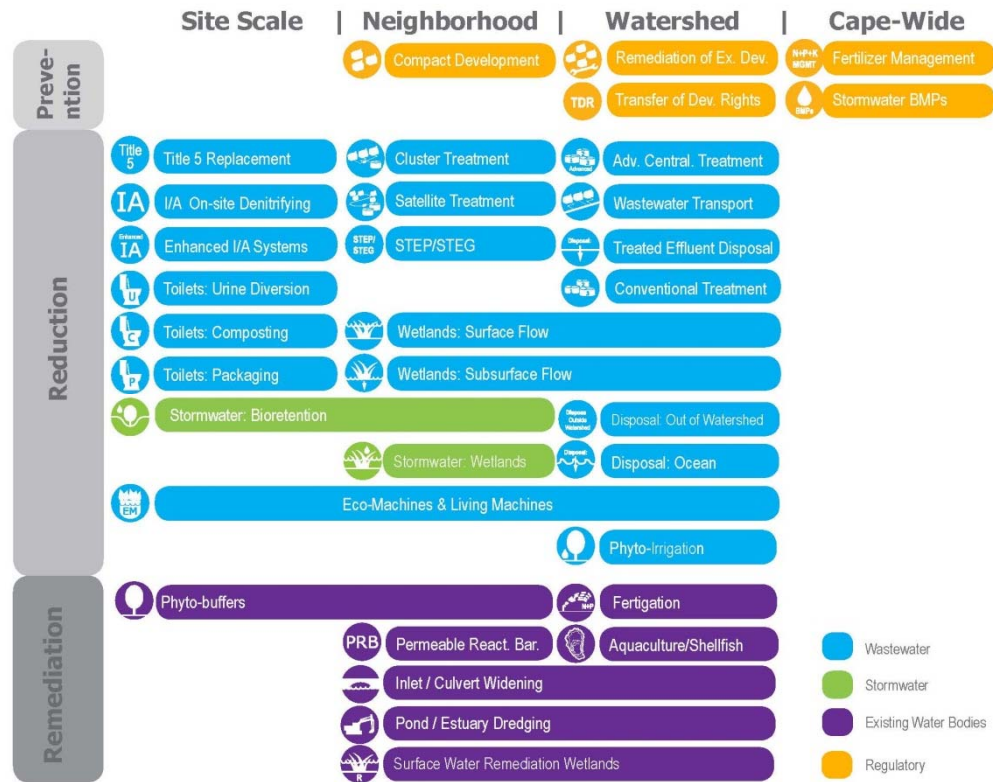 Site Scale | Neighborhood | Watershed | Cape-Wide
Preve-
ntion
Compact Development
Remediation of Ex. Dev.
N+P+K
MGMT
Fertilizer Management
TDR
Transfer of Dev. Rights
BMPs
Stormwater BMPs
Reduction
Title
5
Title 5 Replacement
Cluster Treatment
Advanced
Adv. Central. Treatment
IA
I/A On-site Denitrifying
Satellite Treatment
Wastewater Transport
Enhanced
IA
Enhanced I/A Systems
STEP/
STEG
STEP/STEG
Disposal:
Treated Effluent Disposal
U
Toilets: Urine Diversion
Conventional Treatment
C
Toilets: Composting
Wetlands: Surface Flow
P
Toilets: Packaging
Wetlands: Subsurface Flow
Stormwater: Bioretention
Dispose
Outside
Watershed
Disposal: Out of Watershed
Stormwater: Wetlands
Disposal:
Disposal: Ocean
EM
Eco-Machines & Living Machines
Phyto-Irrigation
Remediation
Phyto-buffers
N+P
Fertigation
PRB
Permeable React. Bar.
Aquaculture/Shellfish
Inlet / Culvert Widening
Pond / Estuary Dredging
R
Surface Water Remediation Wetlands
Wastewater
Stormwater
Existing Water Bodies
Regulatory